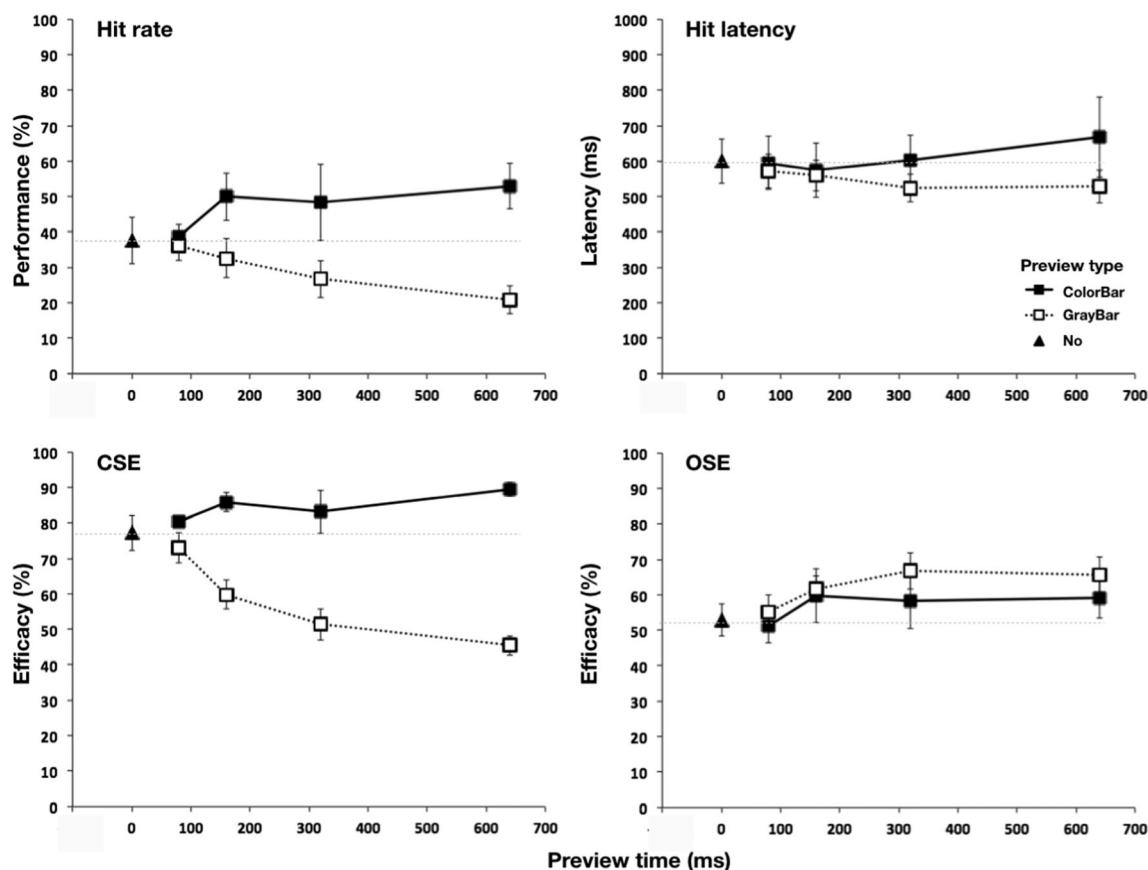 Hit rate
Performance (%)
100
90
80
70
60
50
40
30
20
10
0
0 100 200 300 400 500 600 700
Hit latency
Latency (ms)
1000
900
800
700
600
500
400
300
200
100
0
0 100 200 300 400 500 600 700
Preview type
ColorBar
GrayBar
No
CSE
Efficacy (%)
100
90
80
70
60
50
40
30
20
10
0
0 100 200 300 400 500 600 700
OSE
Efficacy (%)
100
90
80
70
60
50
40
30
20
10
0
0 100 200 300 400 500 600 700
Preview time (ms)